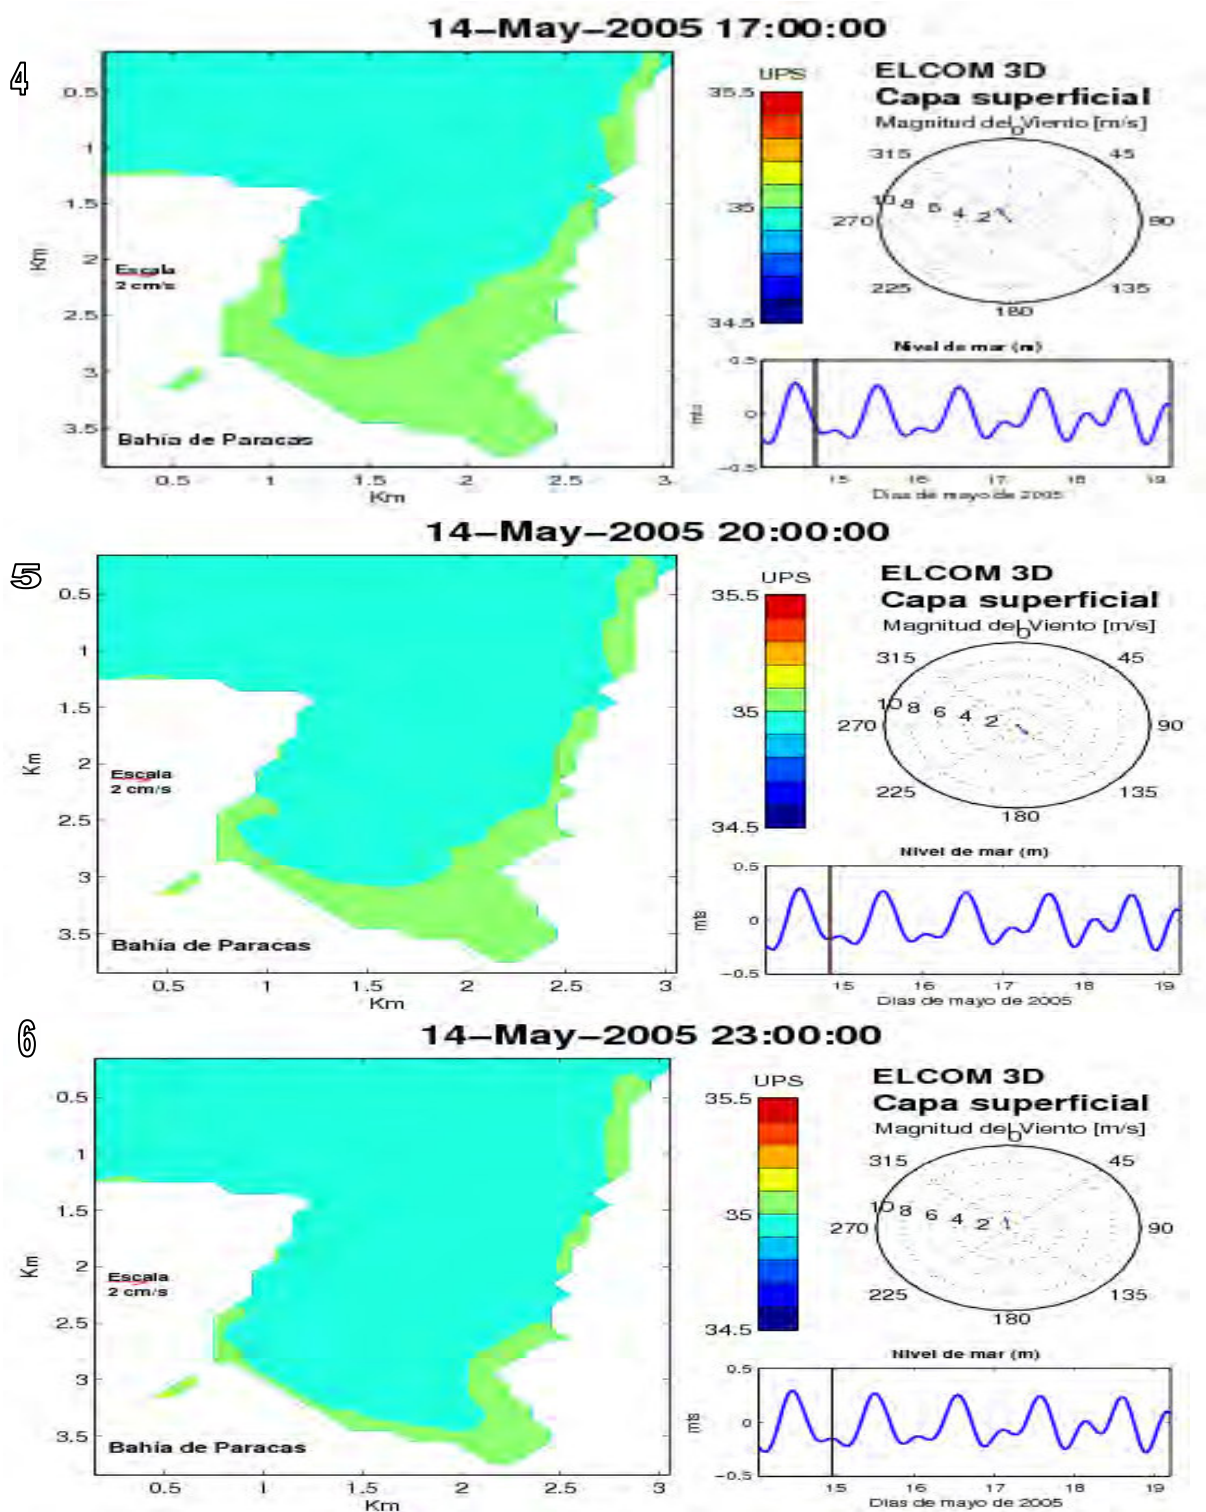 14-May-2005 17:00:00
4
UPS
ELCOM 3D
Capa superficial
Magnitud del Viento [m/s]
0
315
45
10
8
6
4
2
270
90
225
135
180
35.5
35
34.5
0.5
1
1.5
2
2.5
3
3.5
Km
Escala
2 cm/s
Bahía de Paracas
0.5
1
1.5
2
2.5
3
Km
Nivel de mar (m)
0.5
0
-0.5
mts
15
16
17
18
19
Dias de mayo de 2005
14-May-2005 20:00:00
5
UPS
ELCOM 3D
Capa superficial
Magnitud del Viento [m/s]
0
315
45
10
8
6
4
2
270
90
225
135
180
35.5
35
34.5
0.5
1
1.5
2
2.5
3
3.5
Km
Escala
2 cm/s
Bahía de Paracas
0.5
1
1.5
2
2.5
3
Km
Nivel de mar (m)
0.5
0
-0.5
mts
15
16
17
18
19
Dias de mayo de 2005
6
14-May-2005 23:00:00
UPS
ELCOM 3D
Capa superficial
Magnitud del Viento [m/s]
0
315
45
10
8
6
4
2
270
90
225
135
180
35.5
35
34.5
0.5
1
1.5
2
2.5
3
3.5
Km
Escala
2 cm/s
Bahía de Paracas
0.5
1
1.5
2
2.5
3
Km
Nivel de mar (m)
0.5
0
-0.5
mts
15
16
17
18
19
Dias de mayo de 2005